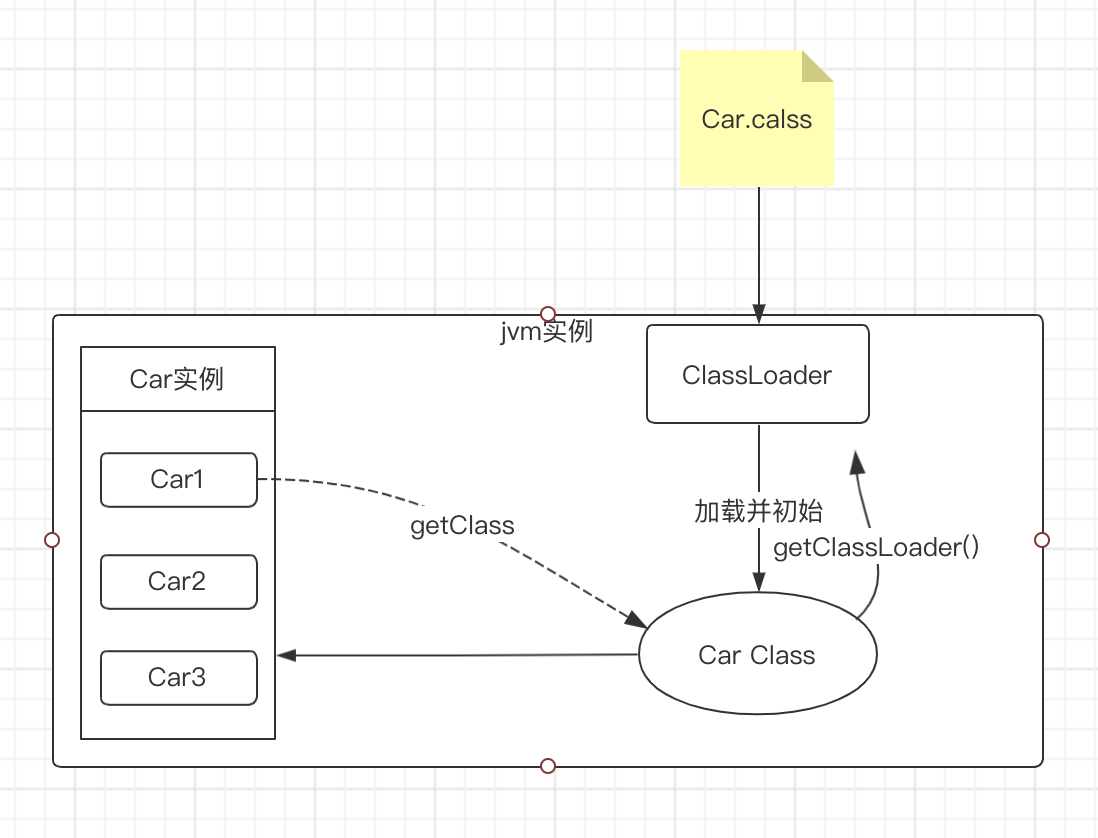 Car.calss
jvm实例
Car实例
ClassLoader
Car1
加载并初始
getClass
getClassLoader()
Car2
Car Class
Car3